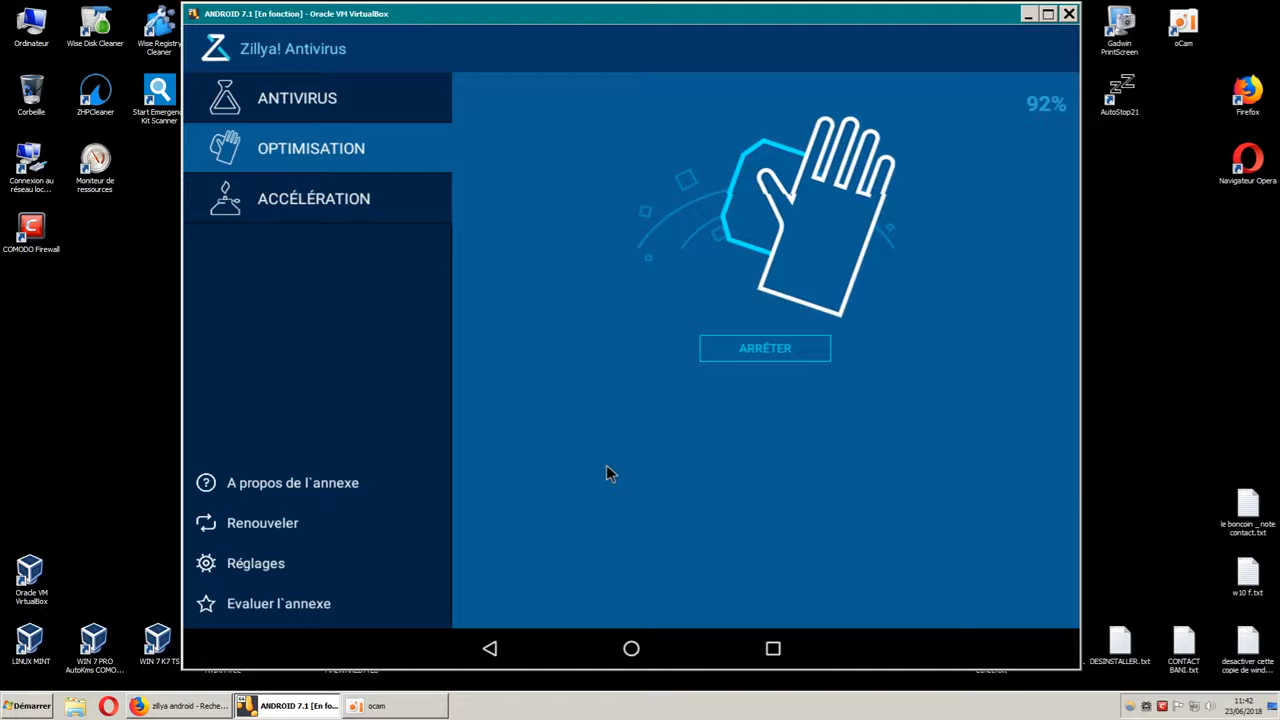 ANDROID 7.1 [En fonction] - Oracle VM VirtualBox
Zillya! Antivirus
ANTIVIRUS
OPTIMISATION
ACCÉLÉRATION
92%
ARRÊTER
A propos de l`annexe
Renouveler
Réglages
Evaluer l`annexe
Ordinateur
Wise Disk Cleaner
Wise Registry
Cleaner
Corbeille
ZHPCleaner
Start Emergen
Kit Scanner
Connexion au
réseau loc...
Moniteur de
ressources
COMODO Firewall
Oracle VM
VirtualBox
LINUX MINT
WIN 7 PRO
AutoKms COMO...
WIN 7 K7 TS
Gadwin
PrintScreen
oCam
AutoStop21
Firefox
Navigateur Opera
le boncoin _note
contact.txt
w10 f.txt
DESINSTALLER.txt
CONTACT
BANI.txt
desactiver cette
copie de wind...
Démarrer
zillya android - Reche...
ANDROID 7.1 [En fo...
ocam
11:42
23/06/2018